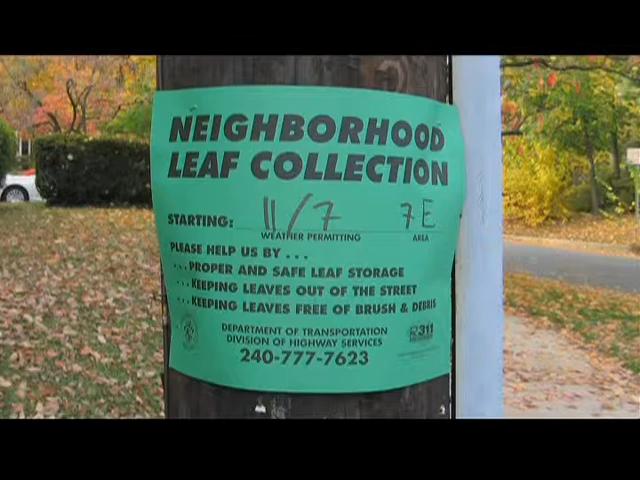 NEIGHBORHOOD
LEAF COLLECTION
STARTING: 11/7 7E
WEATHER PERMITTING AREA
PLEASE HELP US BY ...
...PROPER AND SAFE LEAF STORAGE
...KEEPING LEAVES OUT OF THE STREET
...KEEPING LEAVES FREE OF BRUSH & DEBRIS
DEPARTMENT OF TRANSPORTATION
DIVISION OF HIGHWAY SERVICES
240-777-7623
311